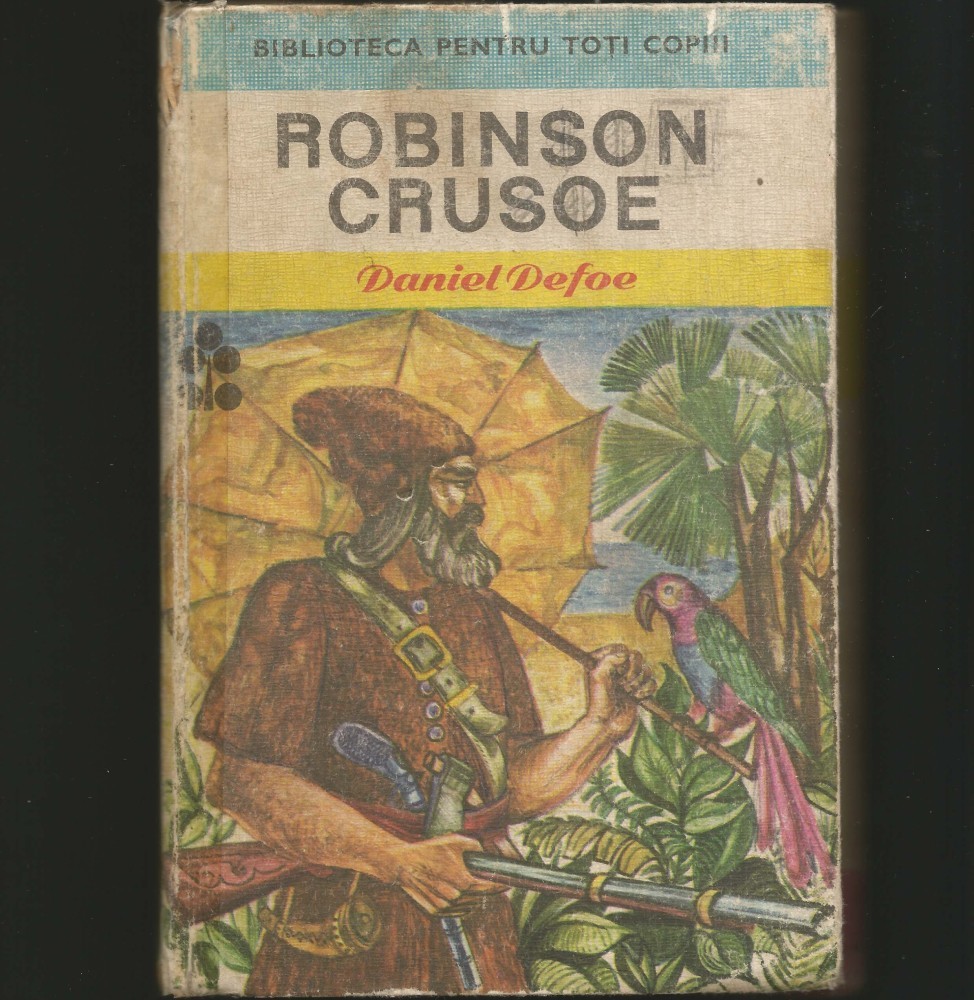 BIBLIOTECA PENTRU TOȚI COPIII
ROBINSON
CRUSOE
Daniel Defoe